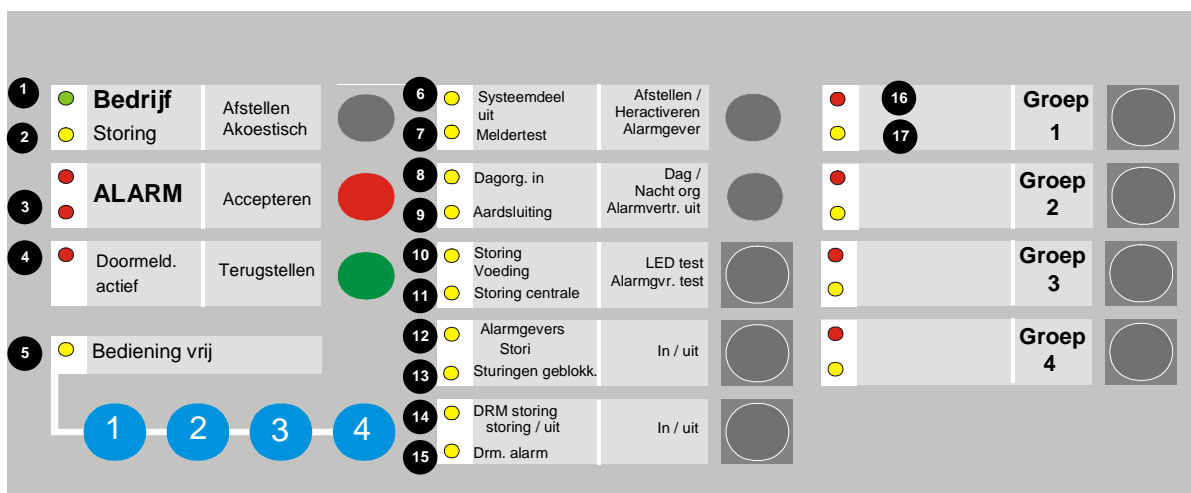 1
Bedrijf
Afstellen
Akoestisch
2
Storing
3
ALARM
Accepteren
4
Doormeld.
actief
Terugstellen
5
Bediening vrij
1 2 3 4
6
Systeemdeel
uit
7
Meldertest
Afstellen /
Heractiveren
Alarmgever
8
Dagorg. in
9
Aardsluiting
Dag /
Nacht org
Alarmvertr. uit
10
Storing
Voeding
11
Storing centrale
LED test
Alarmgvr. test
12
Alarmgevers
Stori
13
Sturingen geblokk.
In / uit
14
DRM storing
storing / uit
15
Drm. alarm
In / uit
16
17
Groep
1
Groep
2
Groep
3
Groep
4